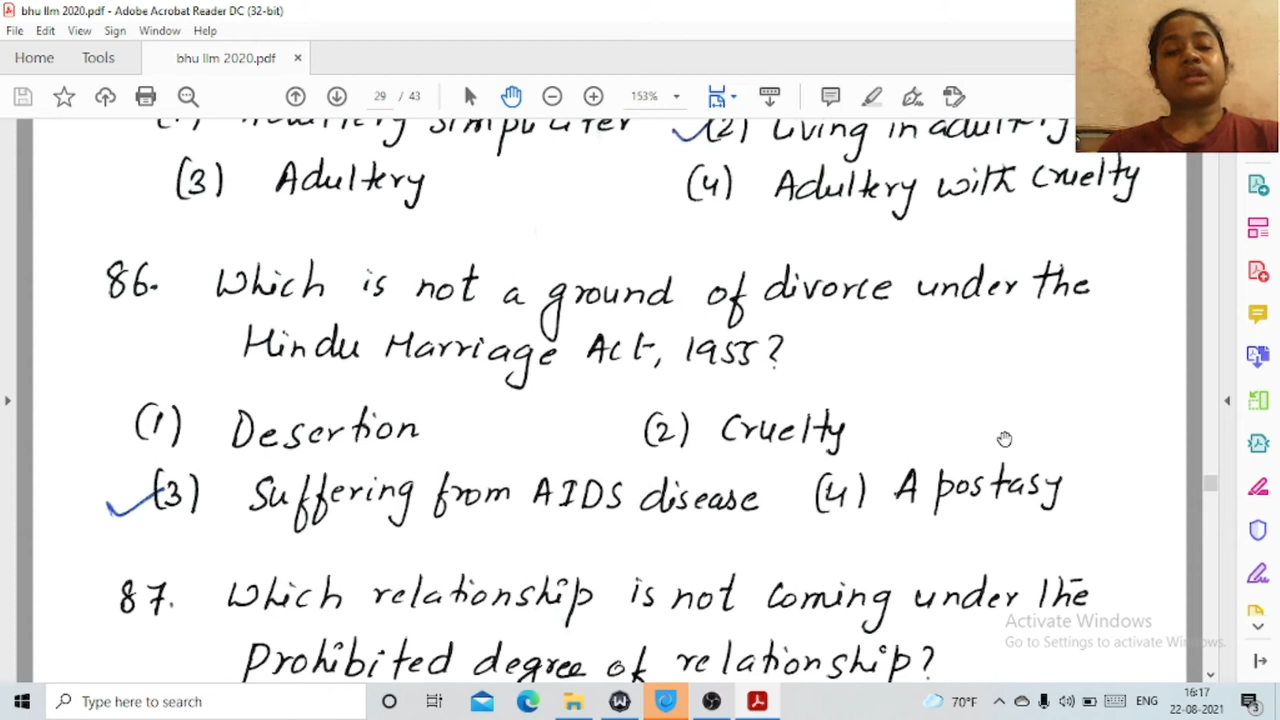 bhu llm 2020.pdf - Adobe Acrobat Reader DC (32-bit)
File Edit View Sign Window Help
Home Tools bhu llm 2020.pdf ×
29 / 43 153%
(2) Living in adultery
(3) Adultery (4) Adultery with Cruelty
86. Which is not a ground of divorce under the
Hindu Marriage Act, 1955?
(1) Desertion (2) Cruelty
(3) Suffering from AIDS disease (4) Apostasy
87. Which relationship is not coming under the
Prohibited degree of relationship?
Activate Windows
Go to Settings to activate Windows.
Type here to search 70°F ENG 16:17
22-08-2021